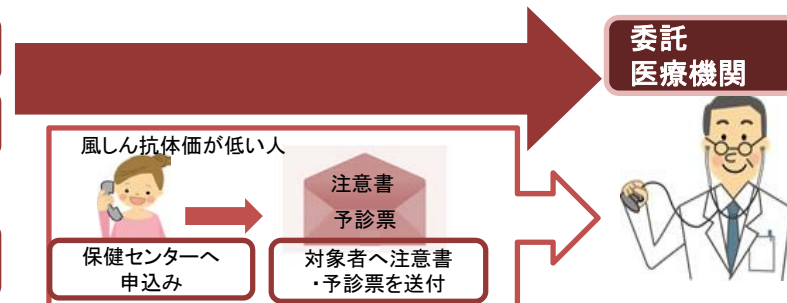 委託
医療機関
風しん抗体価が低い人
注意書
予診票
保健センターへ
申込み
対象者へ注意書
・予診票を送付